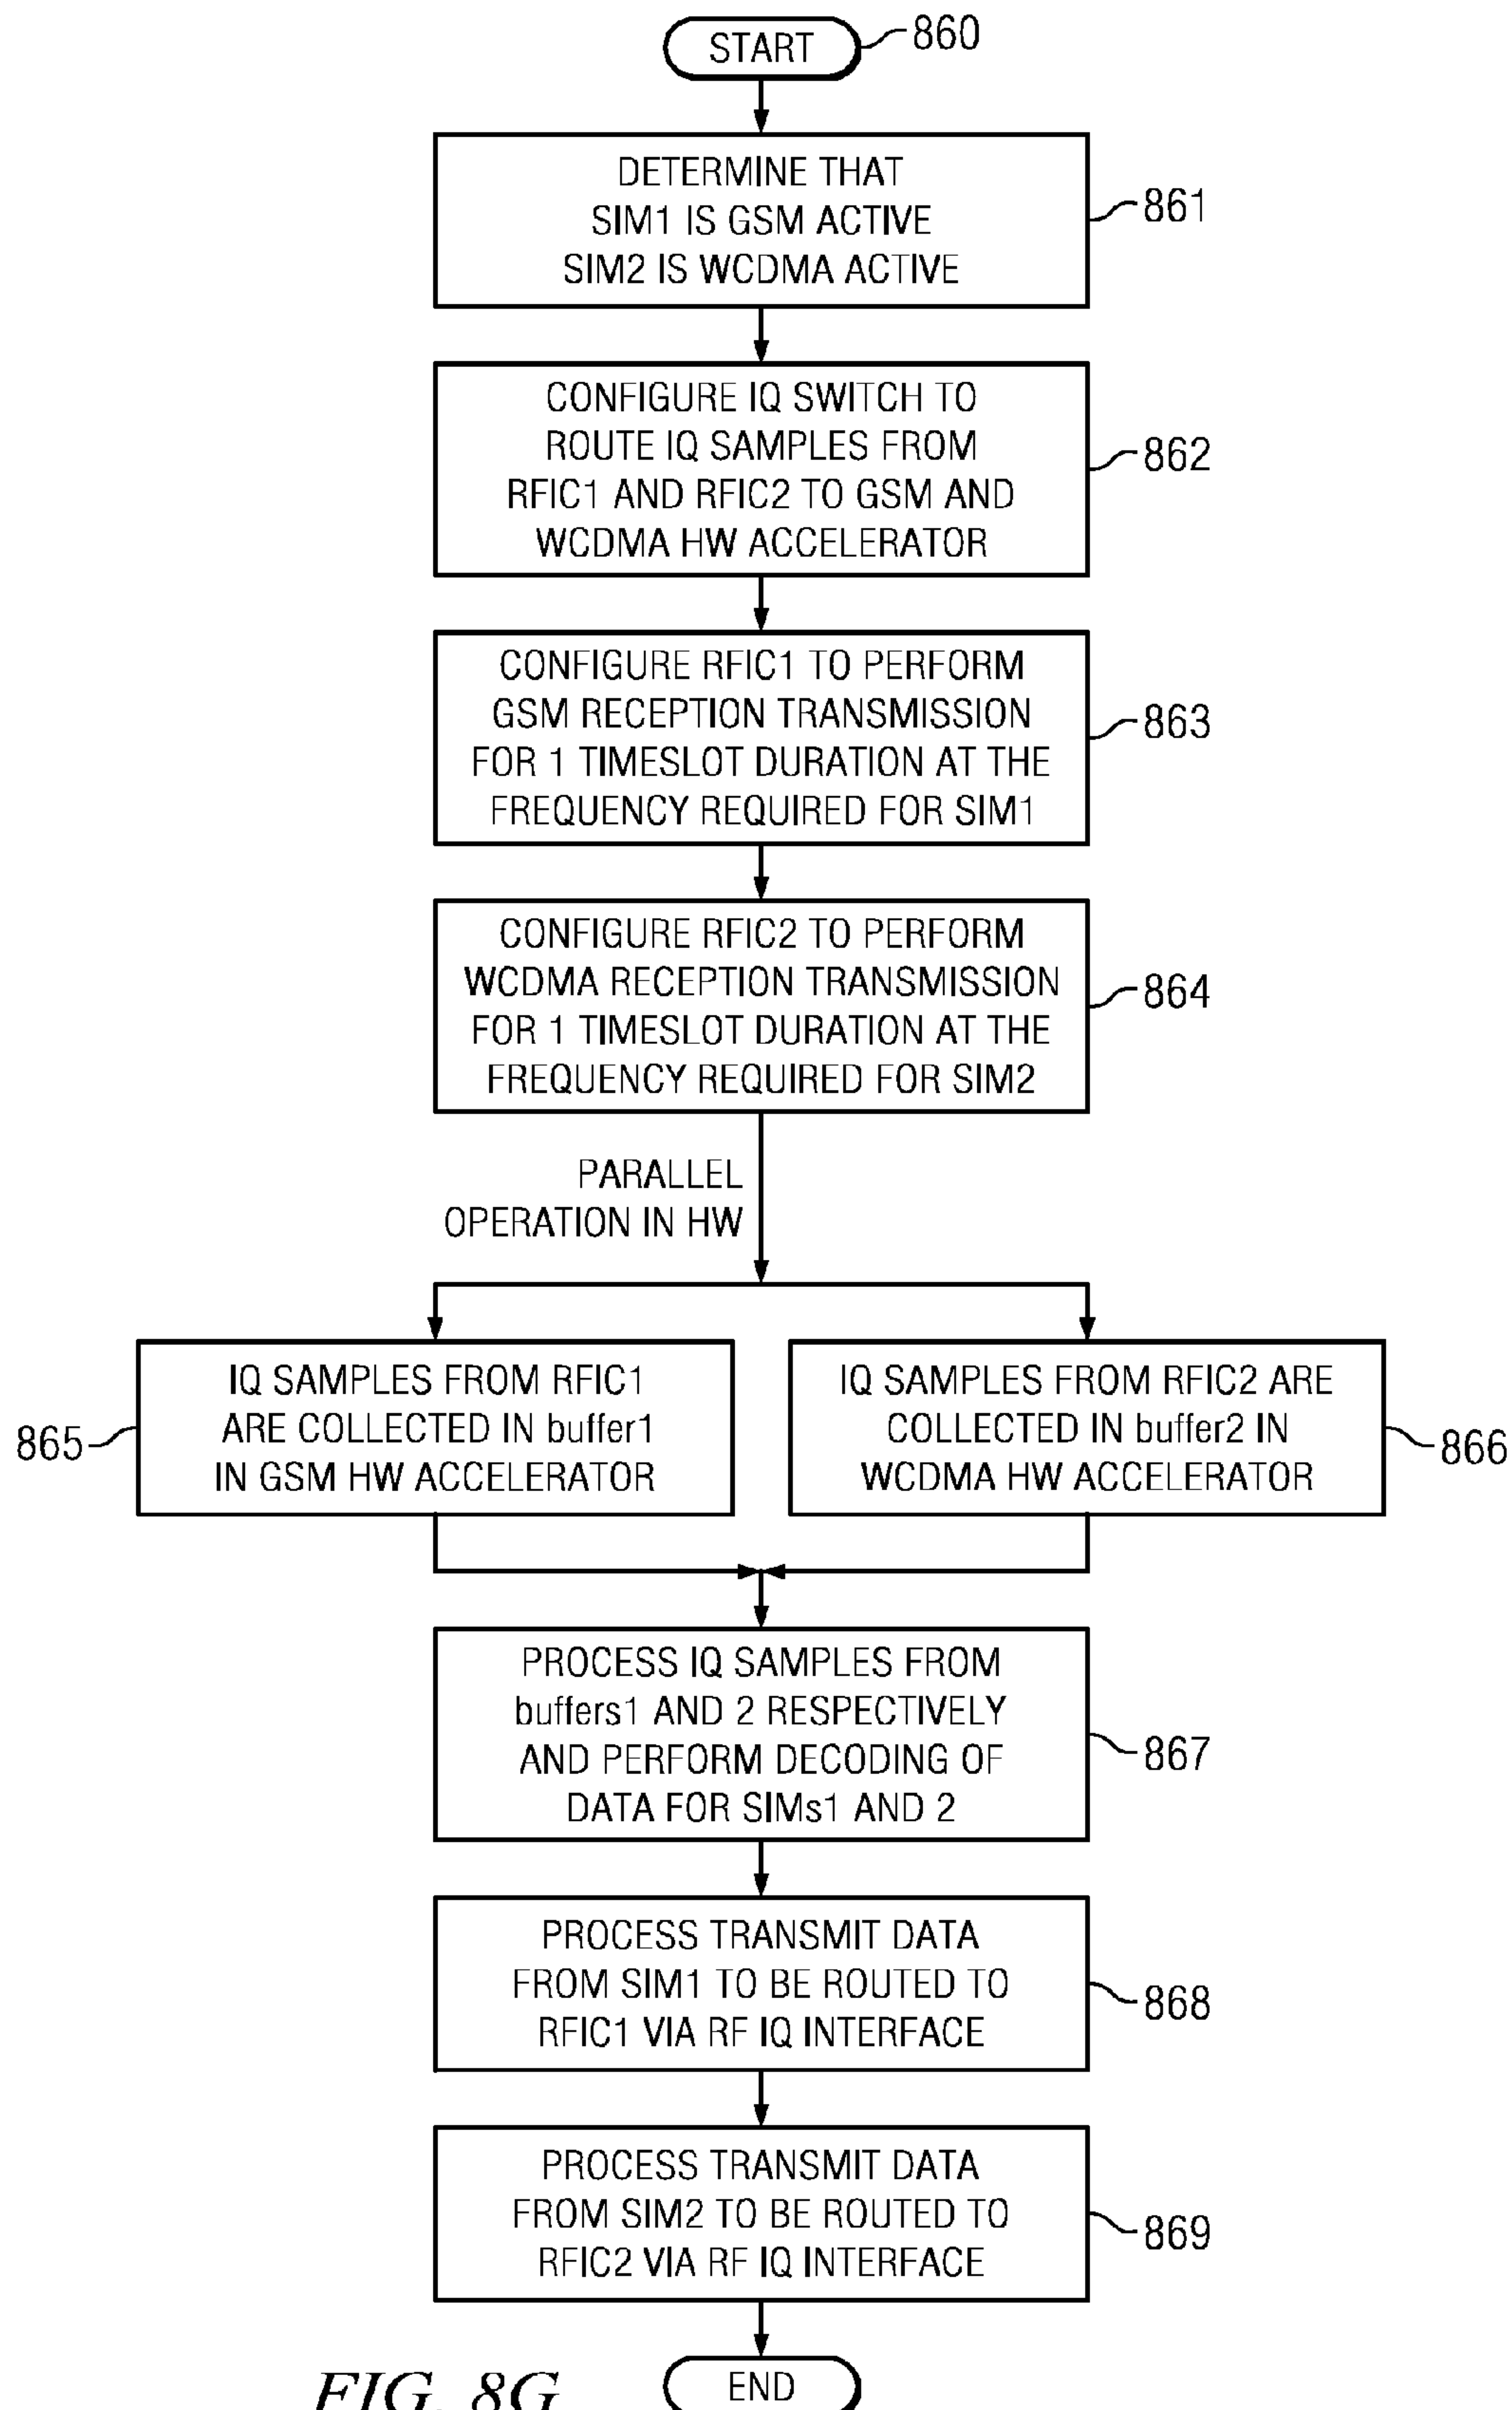 START
860
DETERMINE THAT
SIM1 IS GSM ACTIVE
SIM2 IS WCDMA ACTIVE
861
CONFIGURE IQ SWITCH TO
ROUTE IQ SAMPLES FROM
RFIC1 AND RFIC2 TO GSM AND
WCDMA HW ACCELERATOR
862
CONFIGURE RFIC1 TO PERFORM
GSM RECEPTION TRANSMISSION
FOR 1 TIMESLOT DURATION AT THE
FREQUENCY REQUIRED FOR SIM1
863
CONFIGURE RFIC2 TO PERFORM
WCDMA RECEPTION TRANSMISSION
FOR 1 TIMESLOT DURATION AT THE
FREQUENCY REQUIRED FOR SIM2
864
PARALLEL
OPERATION IN HW
865
IQ SAMPLES FROM RFIC1
ARE COLLECTED IN buffer1
IN GSM HW ACCELERATOR
IQ SAMPLES FROM RFIC2 ARE
COLLECTED IN buffer2 IN
WCDMA HW ACCELERATOR
866
PROCESS IQ SAMPLES FROM
buffers1 AND 2 RESPECTIVELY
AND PERFORM DECODING OF
DATA FOR SIMs1 AND 2
867
PROCESS TRANSMIT DATA
FROM SIM1 TO BE ROUTED TO
RFIC1 VIA RF IQ INTERFACE
868
PROCESS TRANSMIT DATA
FROM SIM2 TO BE ROUTED TO
RFIC2 VIA RF IQ INTERFACE
869
FIG. 8G
END